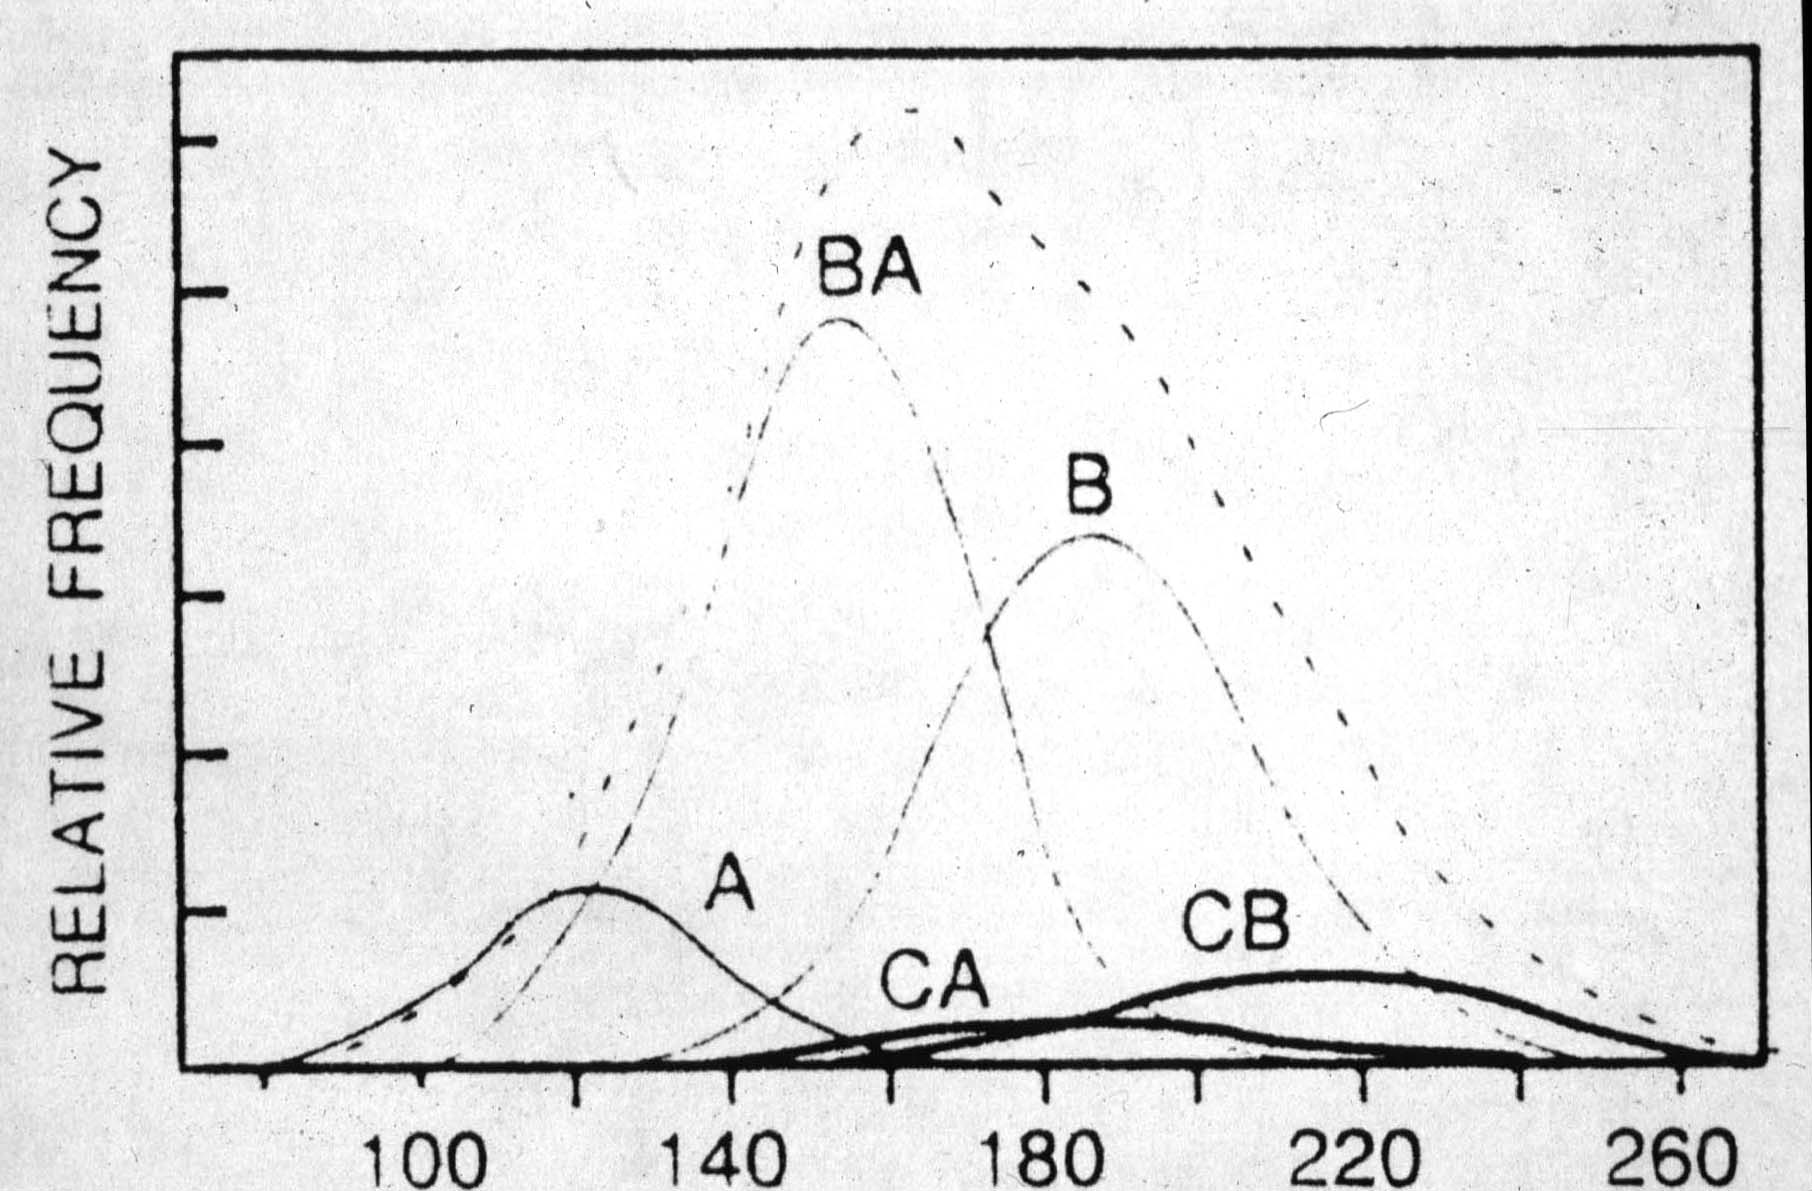 RELATIVE FREQUENCY
BA
B
A
CB
CA
100 140 180 220 260